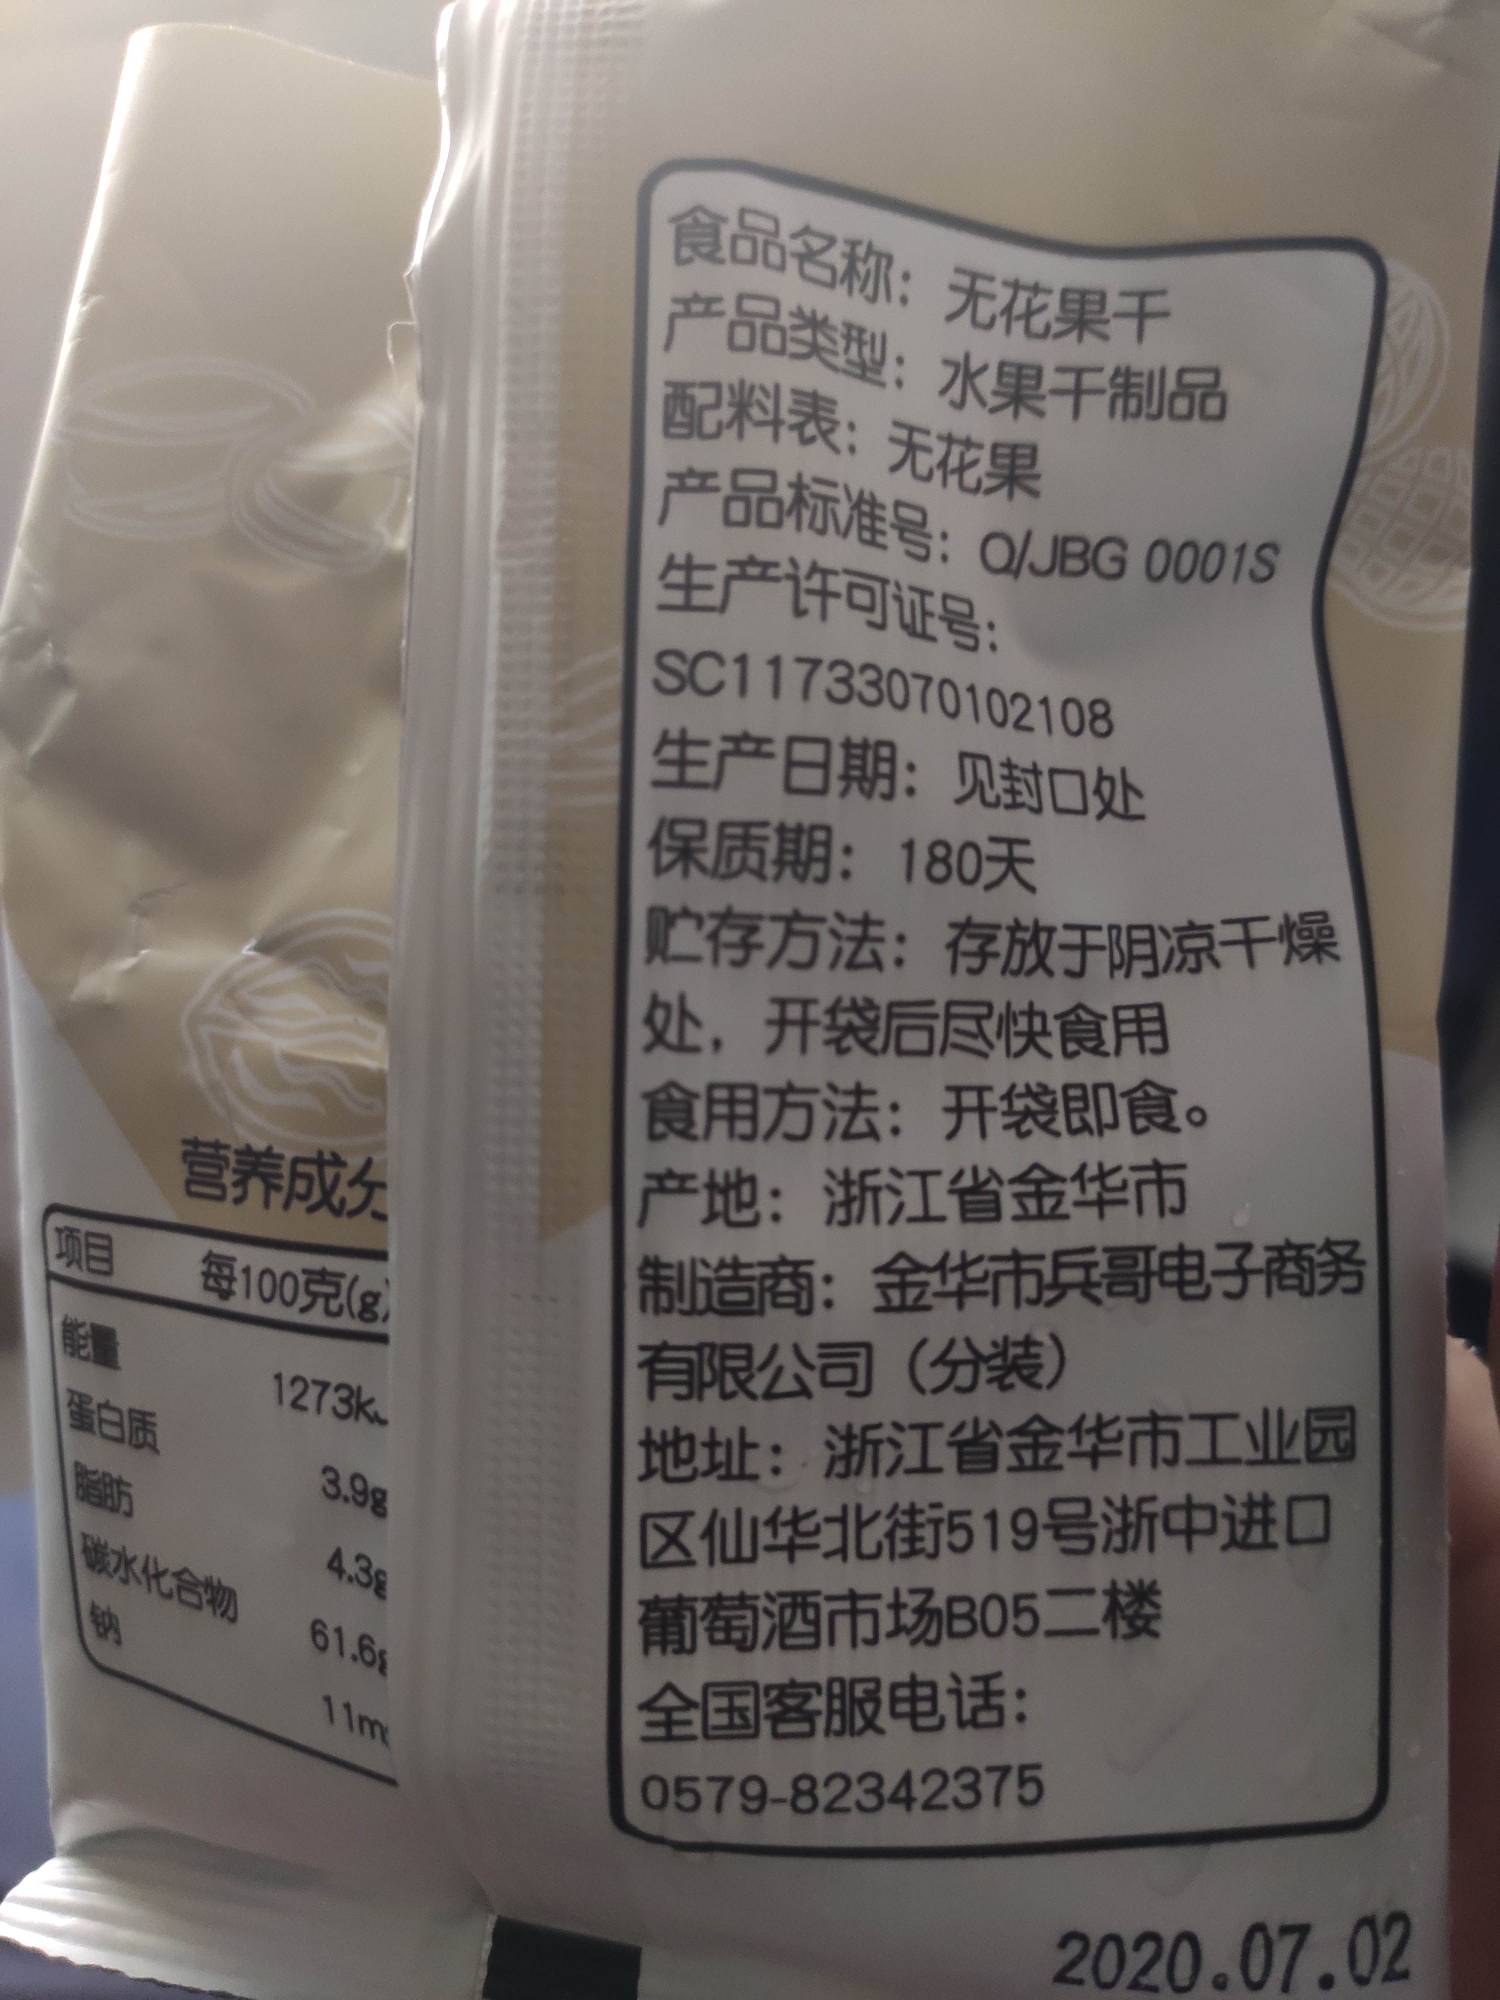 食品名称：无花果干
产品类型：水果干制品
配料表：无花果
产品标准号：Q/JBG 0001S
生产许可证号：
SC11733070102108
生产日期：见封口处
保质期：180天
贮存方法：存放于阴凉干燥
处，开袋后尽快食用
食用方法：开袋即食。
产地：浙江省金华市
制造商：金华市兵哥电子商务
有限公司（分装）
地址：浙江省金华市工业园
区仙华北街519号浙中进口
葡萄酒市场B05二楼
全国客服电话：
0579-82342375
2020.07.02
营养成分
项目 每100克(g)
能量 1273k
蛋白质 3.9g
脂肪 4.3g
碳水化合物 61.6g
钠 11m